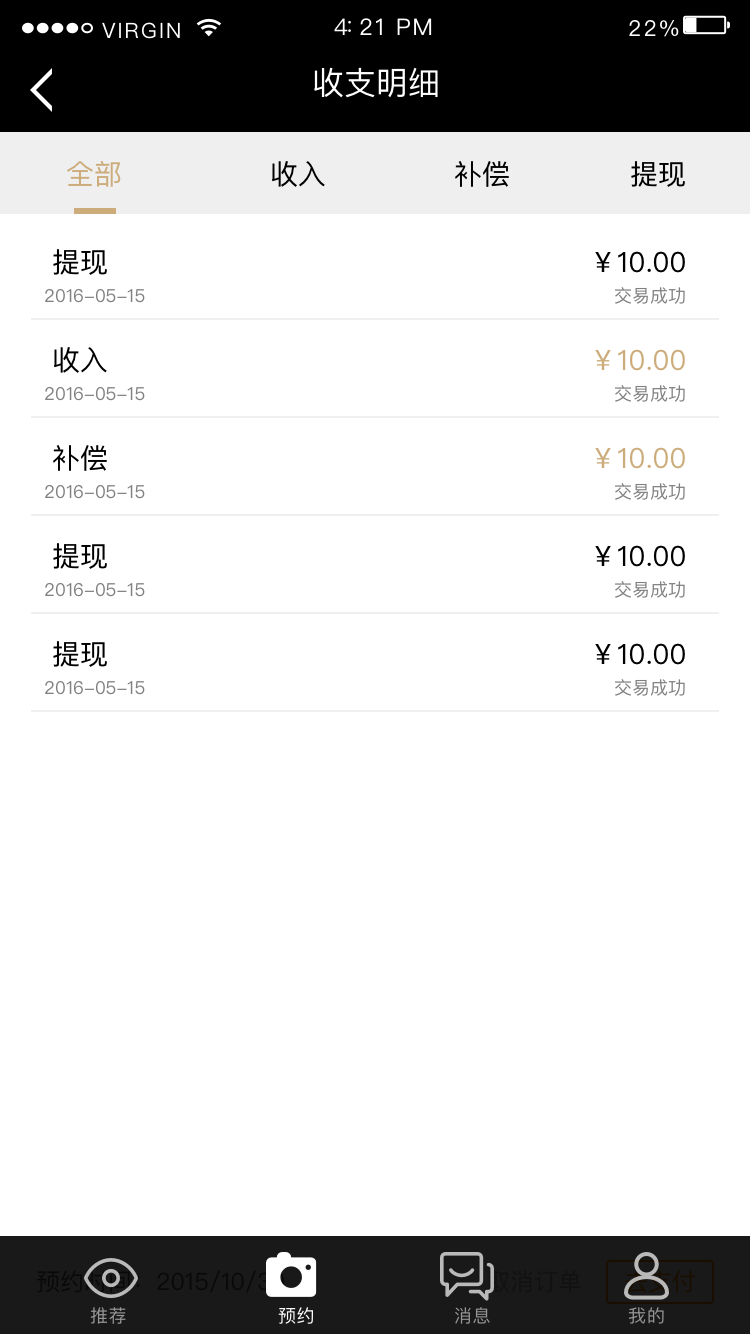 VIRGIN 4:21 PM 22%
收支明细
全部 收入 补偿 提现
提现 ¥10.00
2016-05-15 交易成功
收入 ¥10.00
2016-05-15 交易成功
补偿 ¥10.00
2016-05-15 交易成功
提现 ¥10.00
2016-05-15 交易成功
提现 ¥10.00
2016-05-15 交易成功
预约 2015/10/3 取消订单 付
推荐 预约 消息 我的